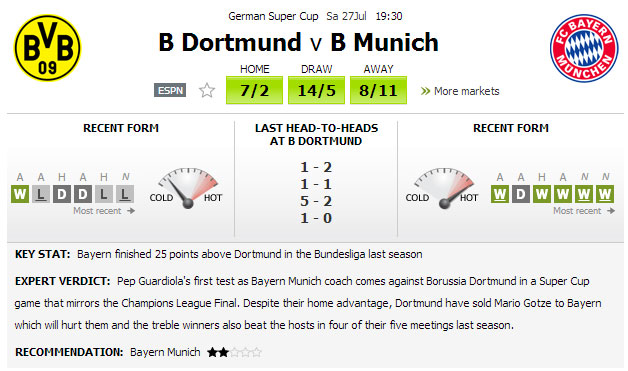 German Super Cup Sa 27Jul 19:30
BVB
09
B Dortmund v B Munich
FC BAYERN
MÜNCHEN
HOME DRAW AWAY
ESPN 7/2 14/5 8/11 » More markets
RECENT FORM
LAST HEAD-TO-HEADS
AT B DORTMUND
RECENT FORM
A A H A H N
W L D D L L
Most recent
COLD HOT
1 - 2
1 - 1
5 - 2
1 - 0
COLD HOT
H A H A N N
W D W W W W
Most recent
KEY STAT: Bayern finished 25 points above Dortmund in the Bundesliga last season
EXPERT VERDICT: Pep Guardiola's first test as Bayern Munich coach comes against Borussia Dortmund in a Super Cup
game that mirrors the Champions League Final. Despite their home advantage, Dortmund have sold Mario Gotze to Bayern
which will hurt them and the treble winners also beat the hosts in four of their five meetings last season.
RECOMMENDATION: Bayern Munich